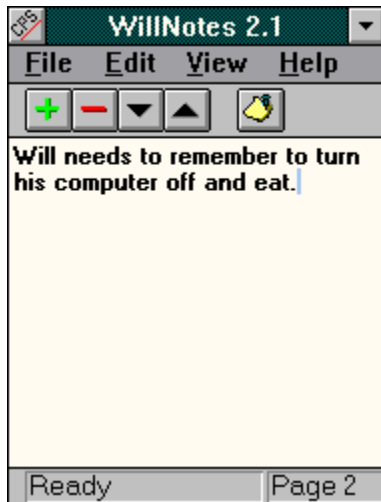 CPS
WillNotes 2.1
File Edit View Help
Will needs to remember to turn
his computer off and eat.
Ready Page 2